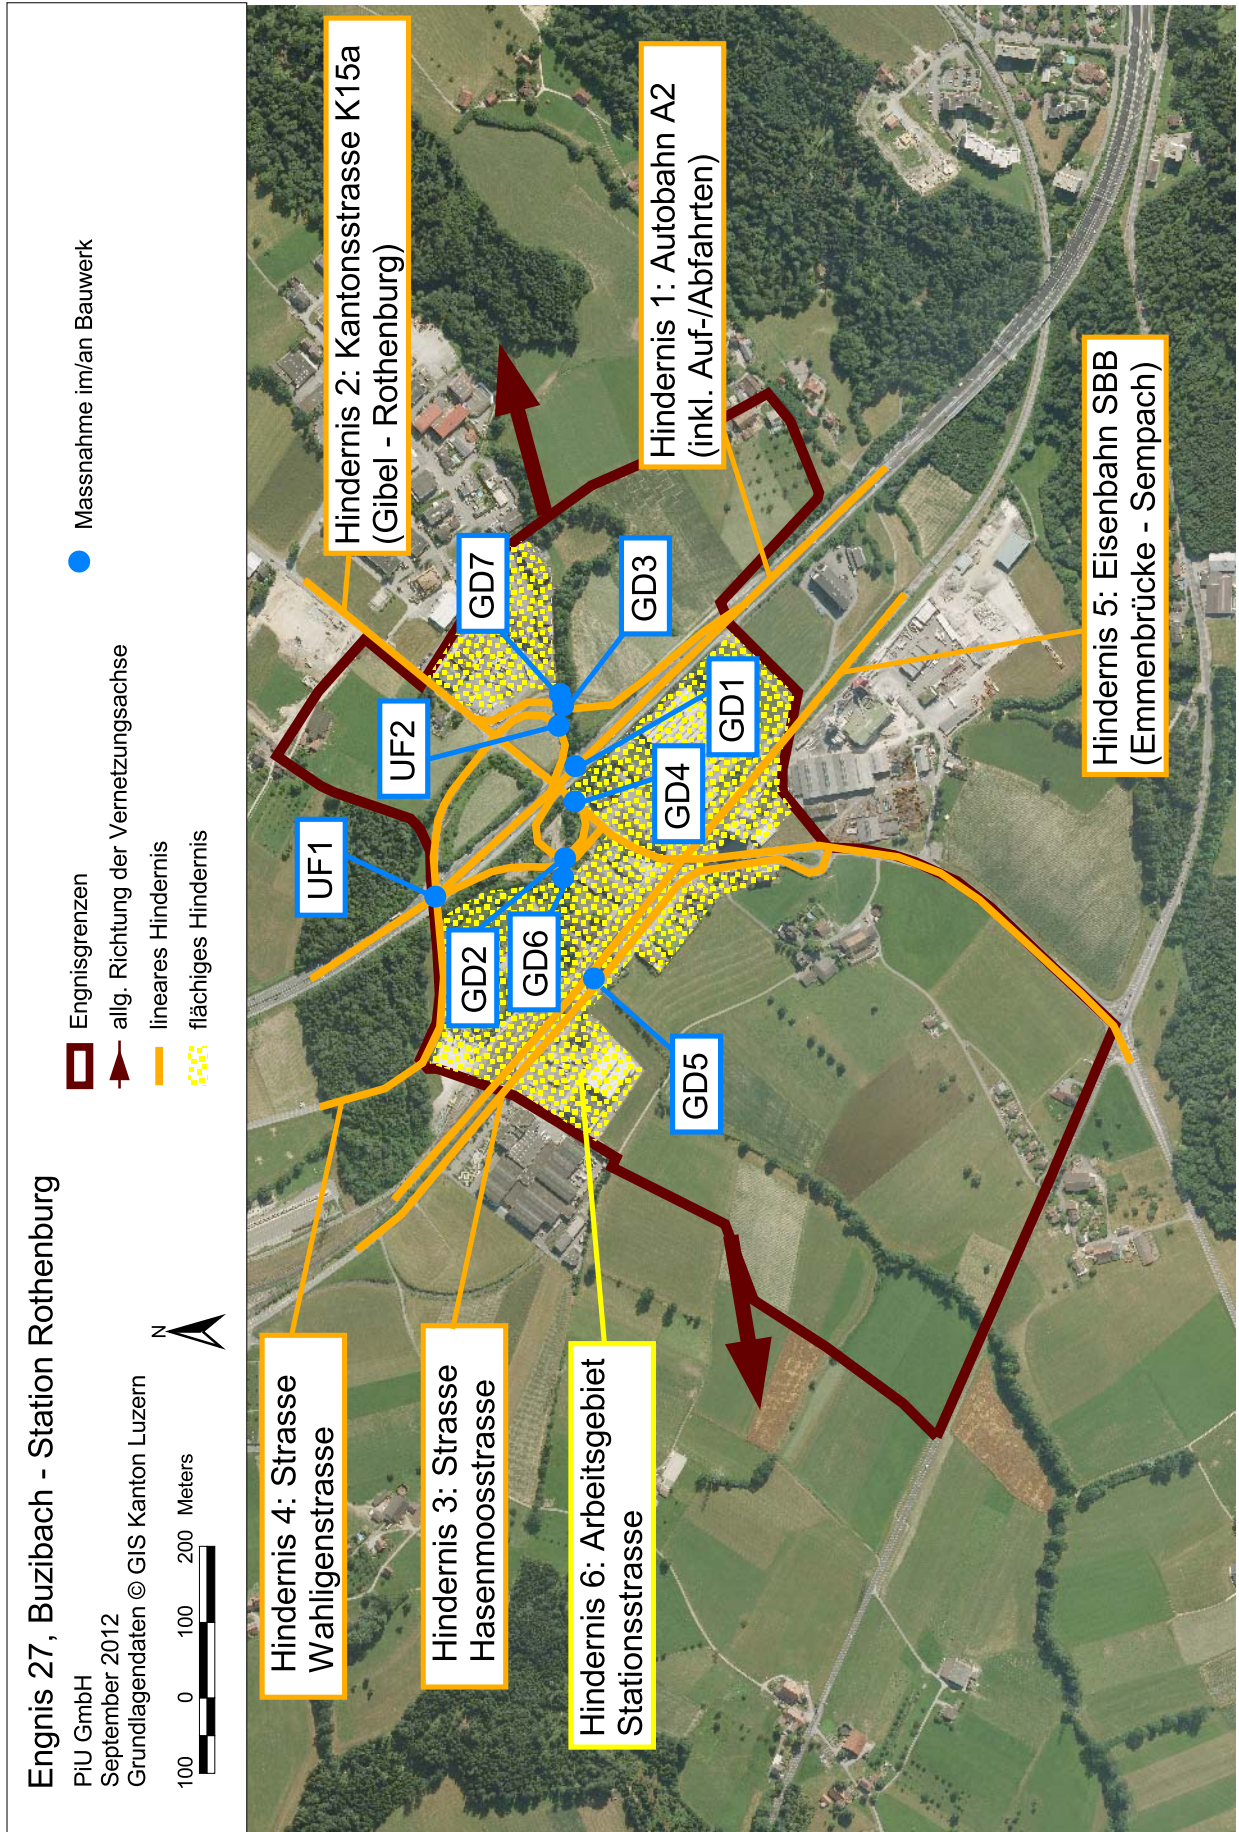 Engnis 27, Buzibach - Station Rothenburg
PiU GmbH
September 2012
Grundlagendaten © GIS Kanton Luzern
100 0 100 200 Meters
N
Engnisgrenzen
allg. Richtung der Vernetzungsachse
lineares Hindernis
flächiges Hindernis
Massnahme im/an Bauwerk
Hindernis 4: Strasse
Wahligenstrasse
Hindernis 3: Strasse
Hasenmoosstrasse
Hindernis 6: Arbeitsgebiet
Stationsstrasse
UF1
GD2
GD6
GD5
UF2
GD4
GD1
GD7
GD3
Hindernis 2: Kantonsstrasse K15a
(Gibel - Rothenburg)
Hindernis 1: Autobahn A2
(inkl. Auf-/Abfahrten)
Hindernis 5: Eisenbahn SBB
(Emmenbrücke - Sempach)